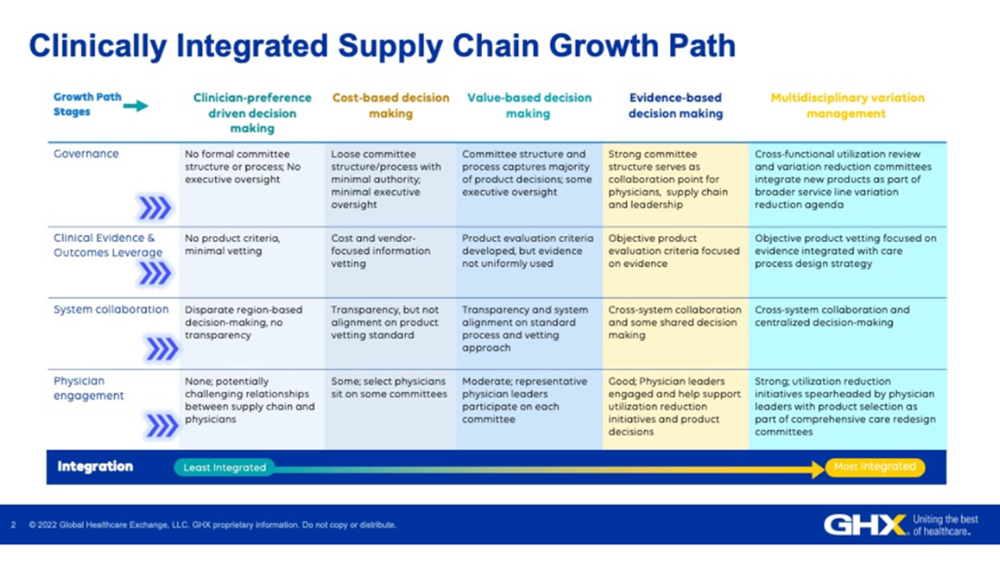 Clinically Integrated Supply Chain Growth Path
Growth Path
Stages
Clinician-preference
driven decision
making
Cost-based decision
making
Value-based decision
making
Evidence-based
decision making
Multidisciplinary variation
management
Governance
No formal committee
structure or process; No
executive oversight
Loose committee
structure/process with
minimal authority;
minimal executive
oversight
Committee structure and
process captures majority
of product decisions; some
executive oversight
Strong committee
structure serves as
collaboration point for
physicians, supply chain
and leadership
Cross-functional utilization review
and variation reduction committees
integrate new products as part of
broader service line variation
reduction agenda
Clinical Evidence &
Outcomes Leverage
No product criteria,
minimal vetting
Cost and vendor-
focused information
vetting
Product evaluation criteria
developed, but evidence
not uniformly used
Objective product
evaluation criteria focused
on evidence
Objective product vetting focused on
evidence integrated with care
process design strategy
System collaboration
Disparate region-based
decision-making, no
transparency
Transparency, but not
alignment on product
vetting standard
Transparency and system
alignment on standard
process and vetting
approach
Cross-system collaboration
and some shared decision
making
Cross-system collaboration and
centralized decision-making
Physician
engagement
None; potentially
challenging relationships
between supply chain and
physicians
Some; select physicians
sit on some committees
Moderate; representative
physician leaders
participate on each
committee
Good; Physician leaders
engaged and help support
utilization reduction
initiatives and product
decisions
Strong; utilization reduction
initiatives spearheaded by physician
leaders with product selection as
part of comprehensive care redesign
committees
Integration
Least Integrated
Most Integrated
2 © 2022 Global Healthcare Exchange, LLC. GHX proprietary information. Do not copy or distribute.
GHX
Uniting the best
of healthcare.